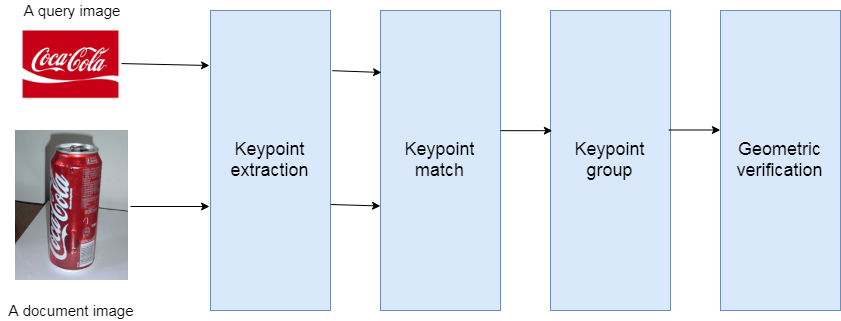 A query image
Coca-Cola
Coca-Cola
A document image
Keypoint
extraction
Keypoint
match
Keypoint
group
Geometric
verification